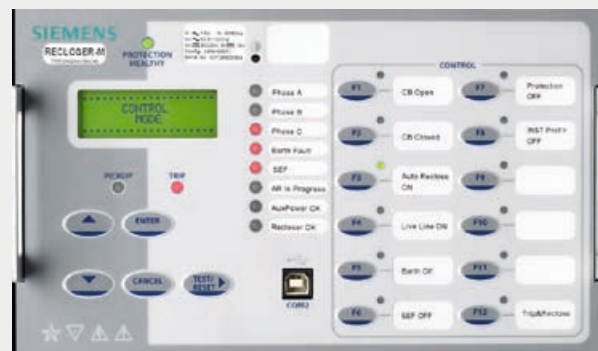 SIEMENS
RECLOSER-M
PROTECTION
HEALTHY
CONTROL
MODE
PICKUP
TRIP
ENTER
CANCEL
TEST/
RESET
Phase A
Phase B
Phase C
Earth Fault
SEF
AR In Progress
AuxPower OK
Recloser OK
COM2
CONTROL
F1
CB Open
F7
Protection
OFF
F2
CB Closed
F8
INST Protn
OFF
F3
Auto Reclose
ON
F9
F4
Live Line ON
F10
F5
Earth Off
F11
F6
SEF OFF
F12
Trip&Reclose